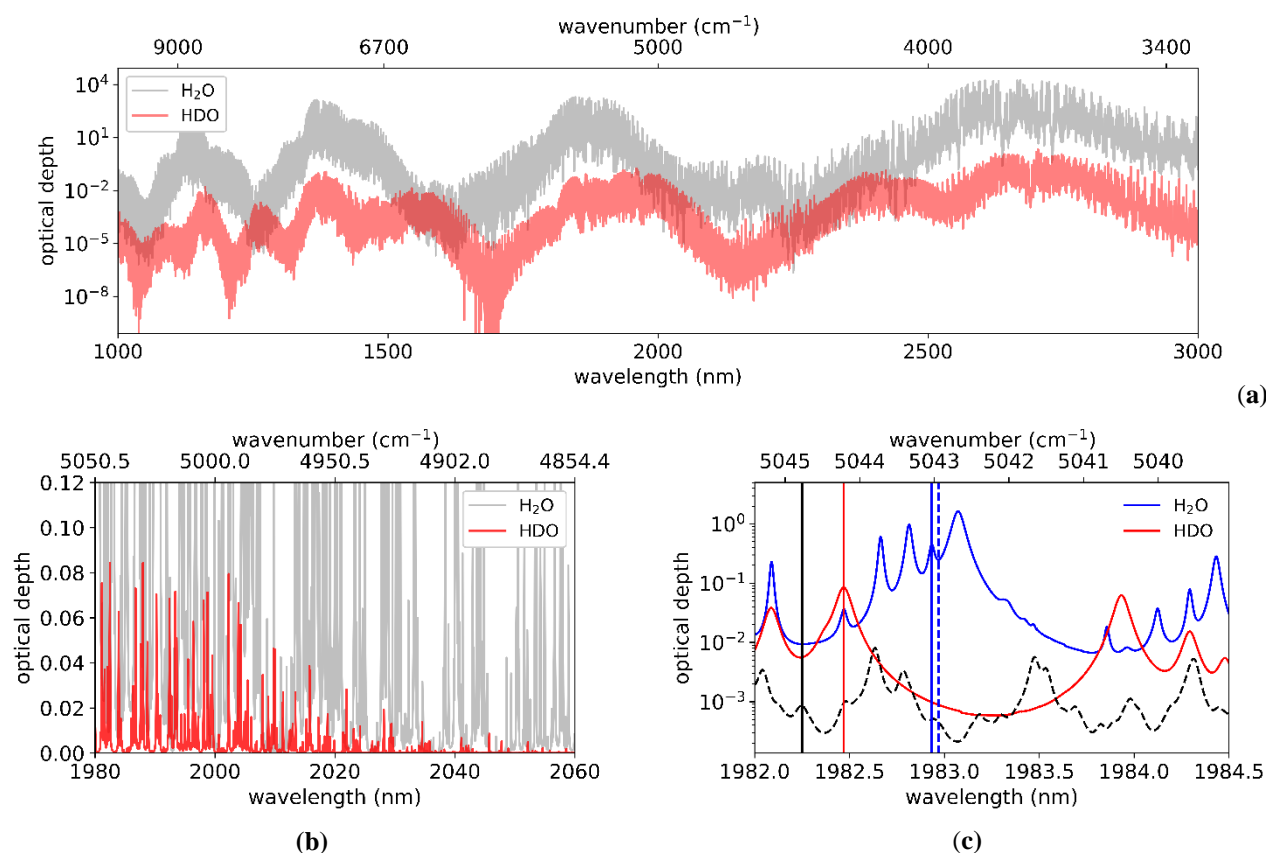 wavenumber (cm⁻¹)
9000 6700 5000 4000 3400
10⁴
10¹
10⁻²
10⁻⁵
10⁻⁸
optical depth
H₂O
HDO
1000 1500 2000 2500 3000
wavelength (nm)
(a)
wavenumber (cm⁻¹)
5050.5 5000.0 4950.5 4902.0 4854.4
0.12
0.10
0.08
0.06
0.04
0.02
0.00
optical depth
H₂O
HDO
1980 2000 2020 2040 2060
wavelength (nm)
(b)
wavenumber (cm⁻¹)
5045 5044 5043 5042 5041 5040
10⁰
10⁻¹
10⁻²
10⁻³
optical depth
H₂O
HDO
1982.0 1982.5 1983.0 1983.5 1984.0 1984.5
wavelength (nm)
(c)